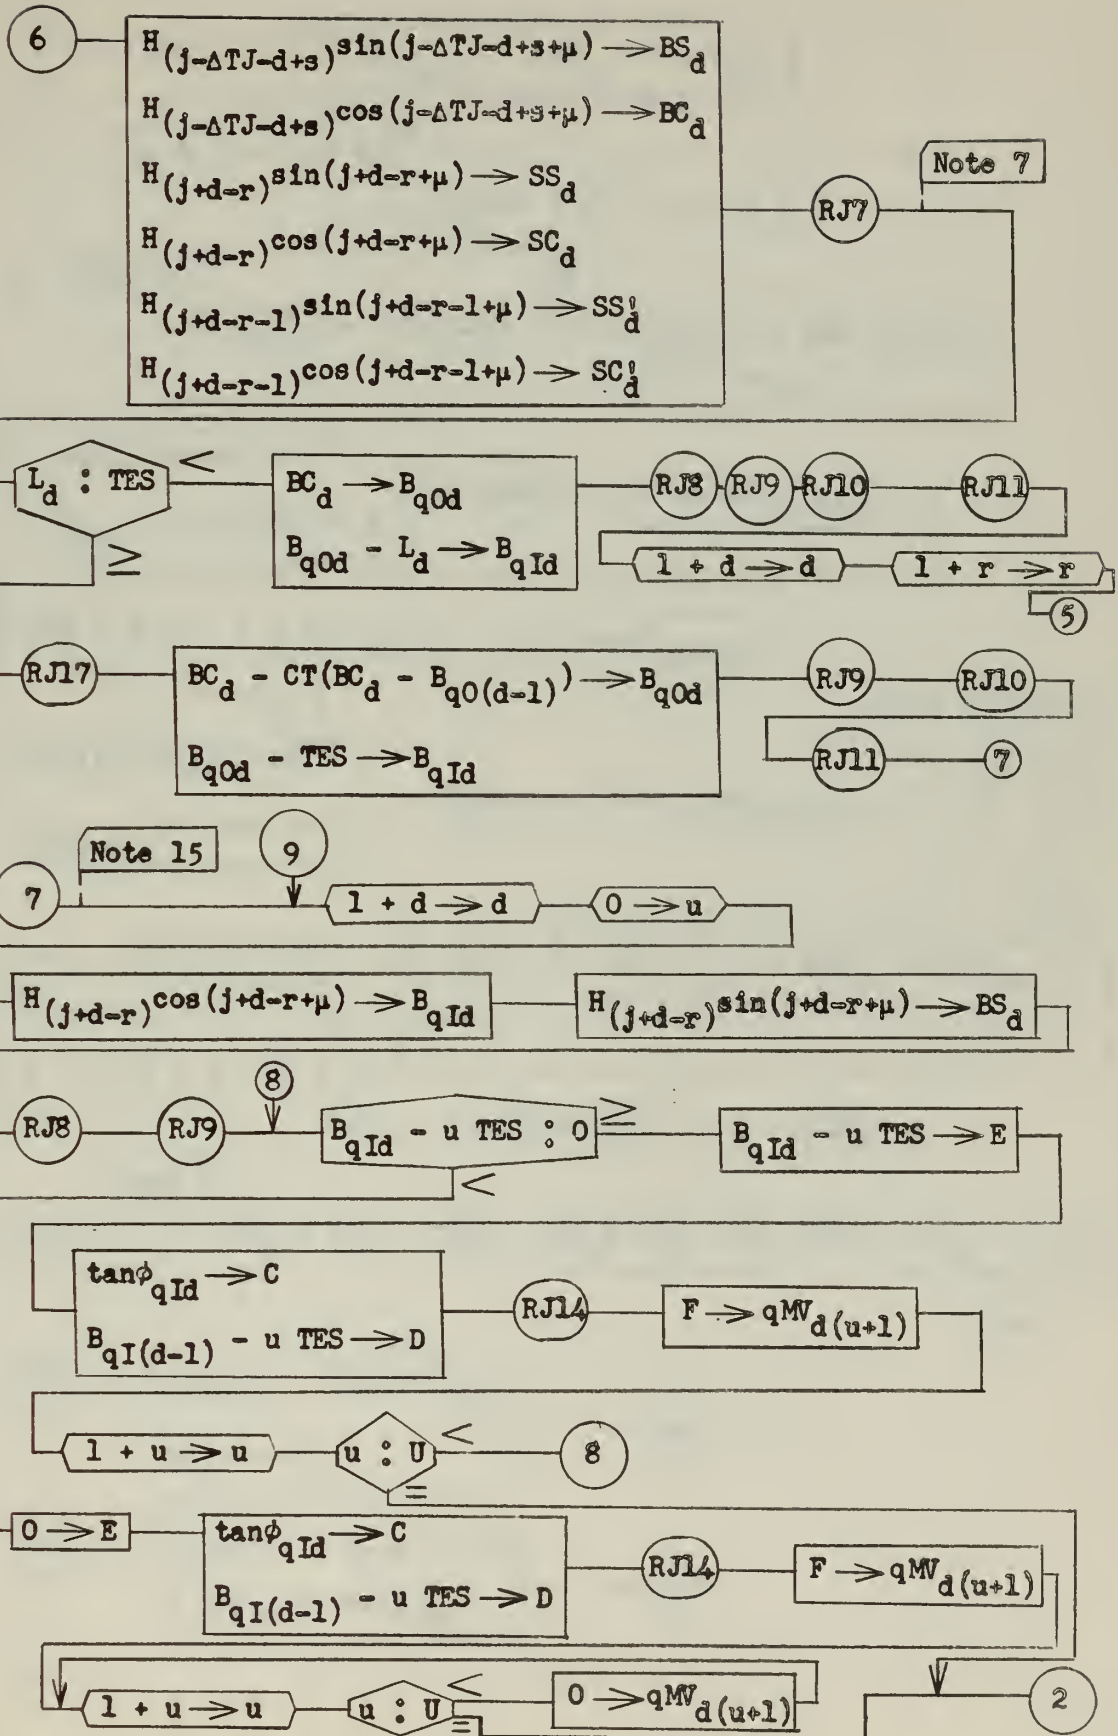 6
H(j-ΔTJ-d+s)sin(j-ΔTJ-d+s+μ) → BSd
H(j-ΔTJ-d+s)cos(j-ΔTJ-d+s+μ) → BCd
H(j+d-r)sin(j+d-r+μ) → SSd
H(j+d-r)cos(j+d-r+μ) → SCd
H(j+d-r-1)sin(j+d-r-1+μ) → SS'd
H(j+d-r-1)cos(j+d-r-1+μ) → SC'd
RJ7
Note 7
Ld : TES
<
≥
BCd → BqOd
BqOd - Ld → BqId
RJ8 RJ9 RJ10 RJ11
1 + d → d
1 + r → r
5
RJ17
BCd - CT(BCd - BqO(d-1)) → BqOd
BqOd - TES → BqId
RJ9 RJ10
RJ11 7
Note 15
7
9
1 + d → d
0 → u
H(j+d-r)cos(j+d-r+μ) → BqId
H(j+d-r)sin(j+d-r+μ) → BSd
RJ8 RJ9
8
BqId - u TES : 0
≥
<
BqId - u TES → E
tanφqId → C
BqI(d-1) - u TES → D
RJ14
F → qMVd(u+1)
1 + u → u
u : U
<
=
8
0 → E
tanφqId → C
BqI(d-1) - u TES → D
RJ14
F → qMVd(u+1)
1 + u → u
u : U
<
=
0 → qMVd(u+1)
2